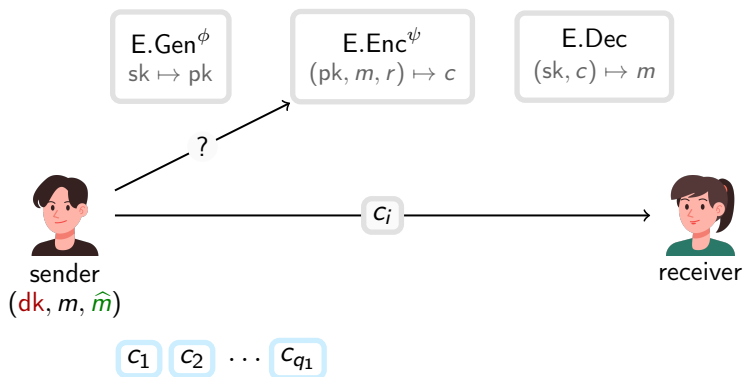 E.Gen^ϕ
sk ↦ pk
E.Enc^ψ
(pk, m, r) ↦ c
E.Dec
(sk, c) ↦ m
?
c_i
sender
(dk, m, m̂)
receiver
c_1 c_2 ⋯ c_{q_1}